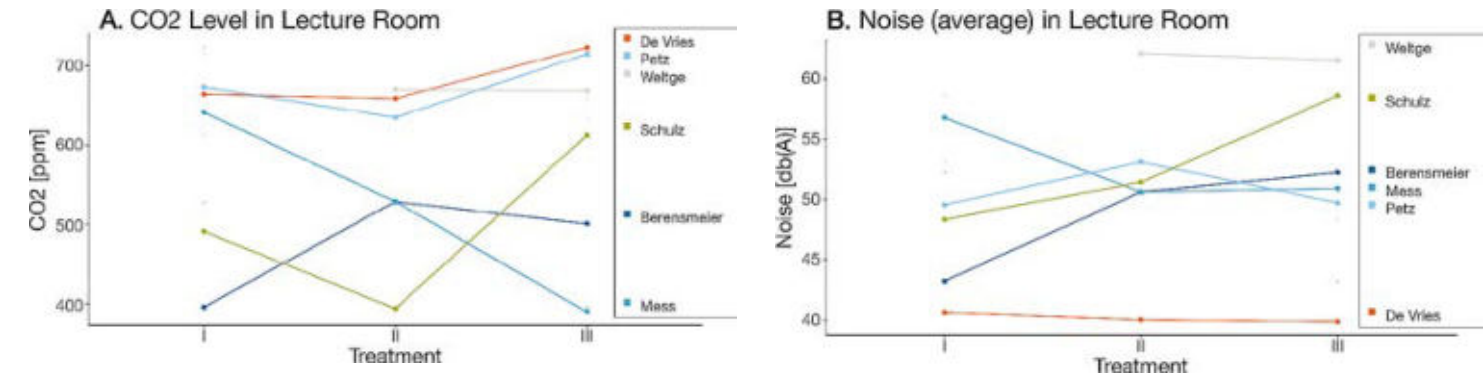 A. CO2 Level in Lecture Room
CO2 [ppm]
700
600
500
400
I
II
III
Treatment
De Vries
Petz
Weltge
Schulz
Berensmeier
Mess
B. Noise (average) in Lecture Room
Noise [db(A)]
60
55
50
45
40
I
II
III
Treatment
Weltge
Schulz
Berensmeier
Mess
Petz
De Vries